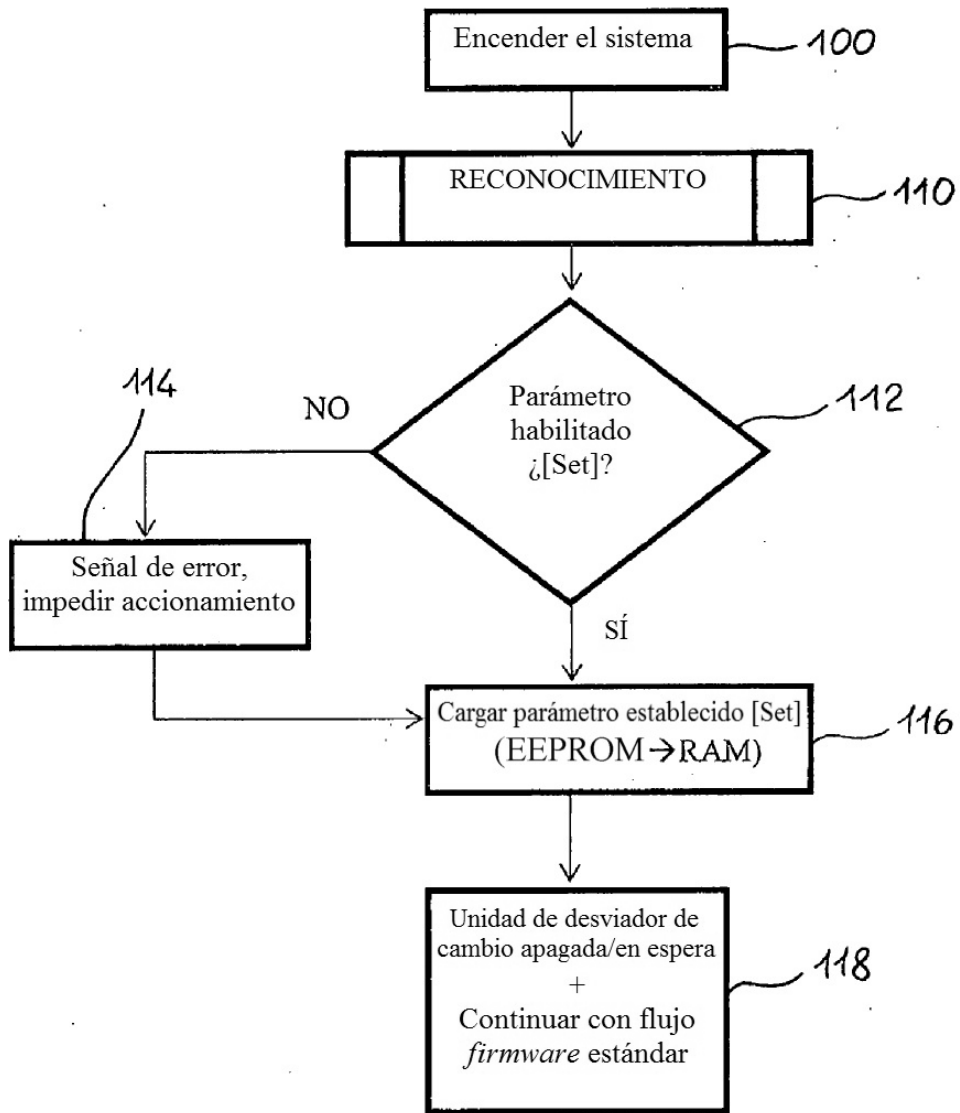 Encender el sistema
100
RECONOCIMIENTO
110
Parámetro
habilitado
¿[Set]?
112
NO
114
Señal de error,
impedir accionamiento
SÍ
Cargar parámetro establecido [Set]
(EEPROM→RAM)
116
Unidad de desviador de
cambio apagada/en espera
+
Continuar con flujo
firmware estándar
118